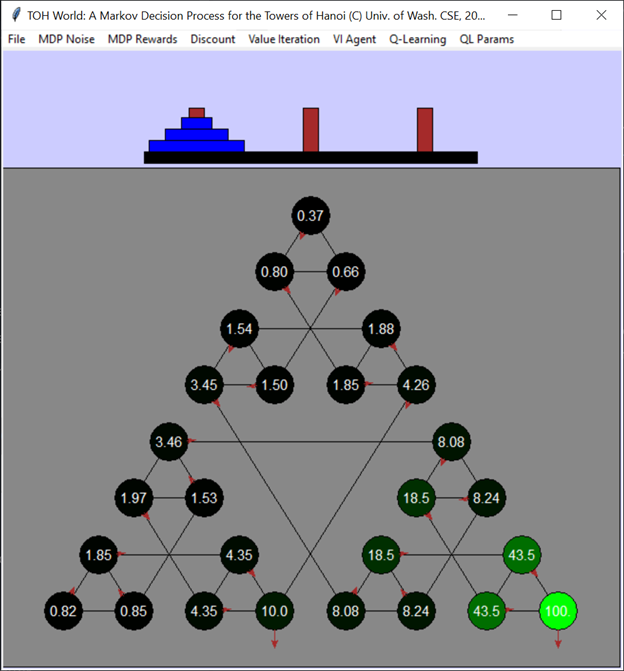 TOH World: A Markov Decision Process for the Towers of Hanoi (C) Univ. of Wash. CSE, 20...
File MDP Noise MDP Rewards Discount Value Iteration VI Agent Q-Learning QL Params
0.37
0.80 0.66
1.54 1.88
3.45 1.50 1.85 4.26
3.46 8.08
1.97 1.53 18.5 8.24
1.85 4.35 18.5 43.5
0.82 0.85 4.35 10.0 8.08 8.24 43.5 100